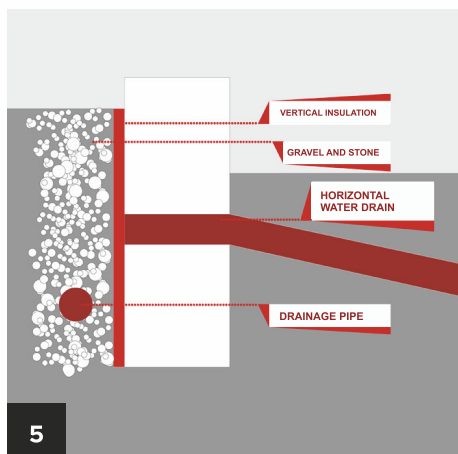 VERTICAL INSULATION
GRAVEL AND STONE
HORIZONTAL
WATER DRAIN
DRAINAGE PIPE
5